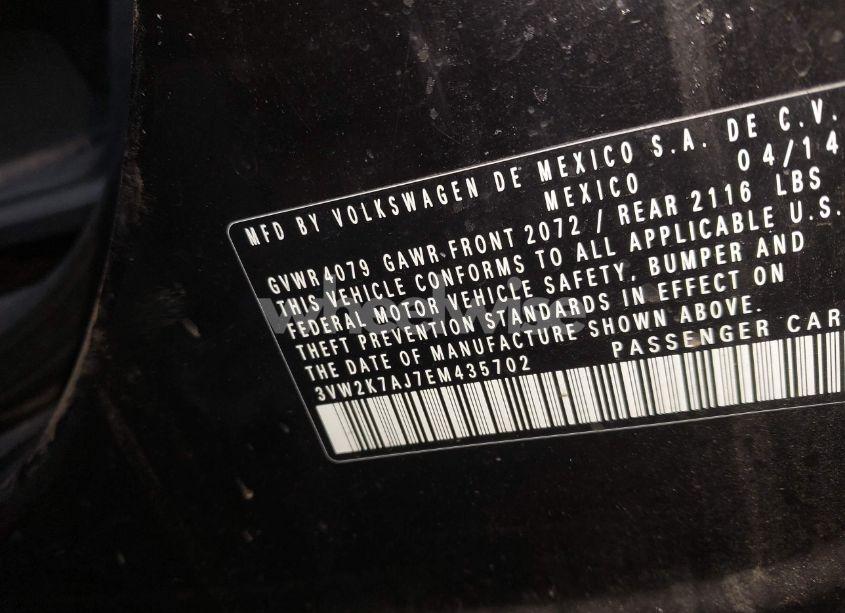 MFD BY VOLKSWAGEN DE MEXICO S.A. DE C.V.
MEXICO 04/14
GVWR4079 GAWR FRONT 2072 / REAR 2116 LBS
THIS VEHICLE CONFORMS TO ALL APPLICABLE U.S.
FEDERAL MOTOR VEHICLE SAFETY, BUMPER AND
THEFT PREVENTION STANDARDS IN EFFECT ON
THE DATE OF MANUFACTURE SHOWN ABOVE.
3VW2K7AJ7EM435702 PASSENGER CAR
wheelwise